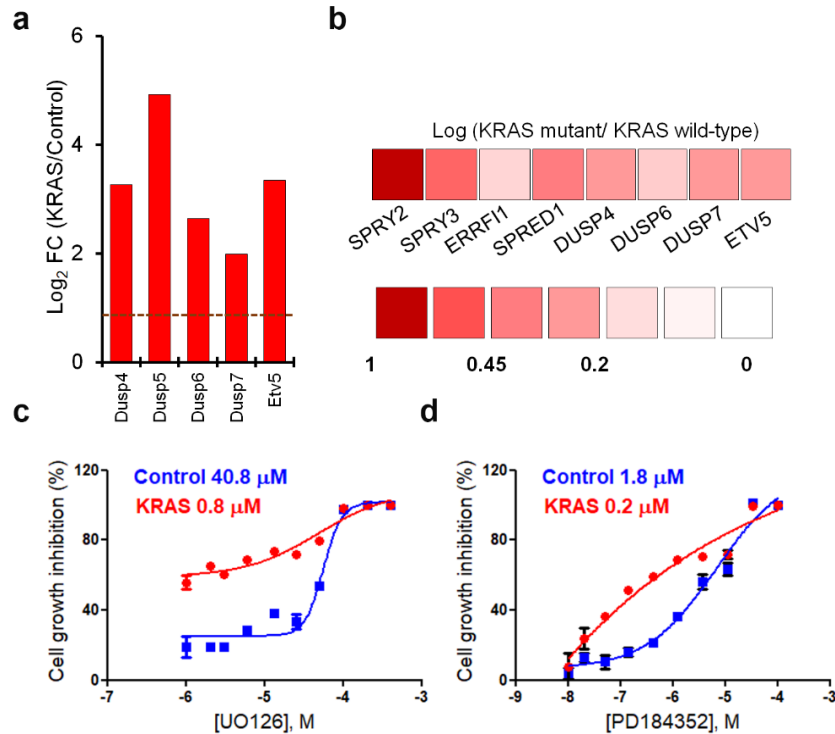 a
Log₂ FC (KRAS/Control)
6
4
2
0
Dusp4
Dusp5
Dusp6
Dusp7
Etv5
b
Log (KRAS mutant/ KRAS wild-type)
SPRY2
SPRY3
ERRFI1
SPRED1
DUSP4
DUSP6
DUSP7
ETV5
1
0.45
0.2
0
c
Cell growth inhibition (%)
120
80
40
0
Control 40.8 μM
KRAS 0.8 μM
-7
-6
-5
-4
-3
[UO126], M
d
Cell growth inhibition (%)
120
80
40
0
Control 1.8 μM
KRAS 0.2 μM
-9
-8
-7
-6
-5
-4
-3
[PD184352], M